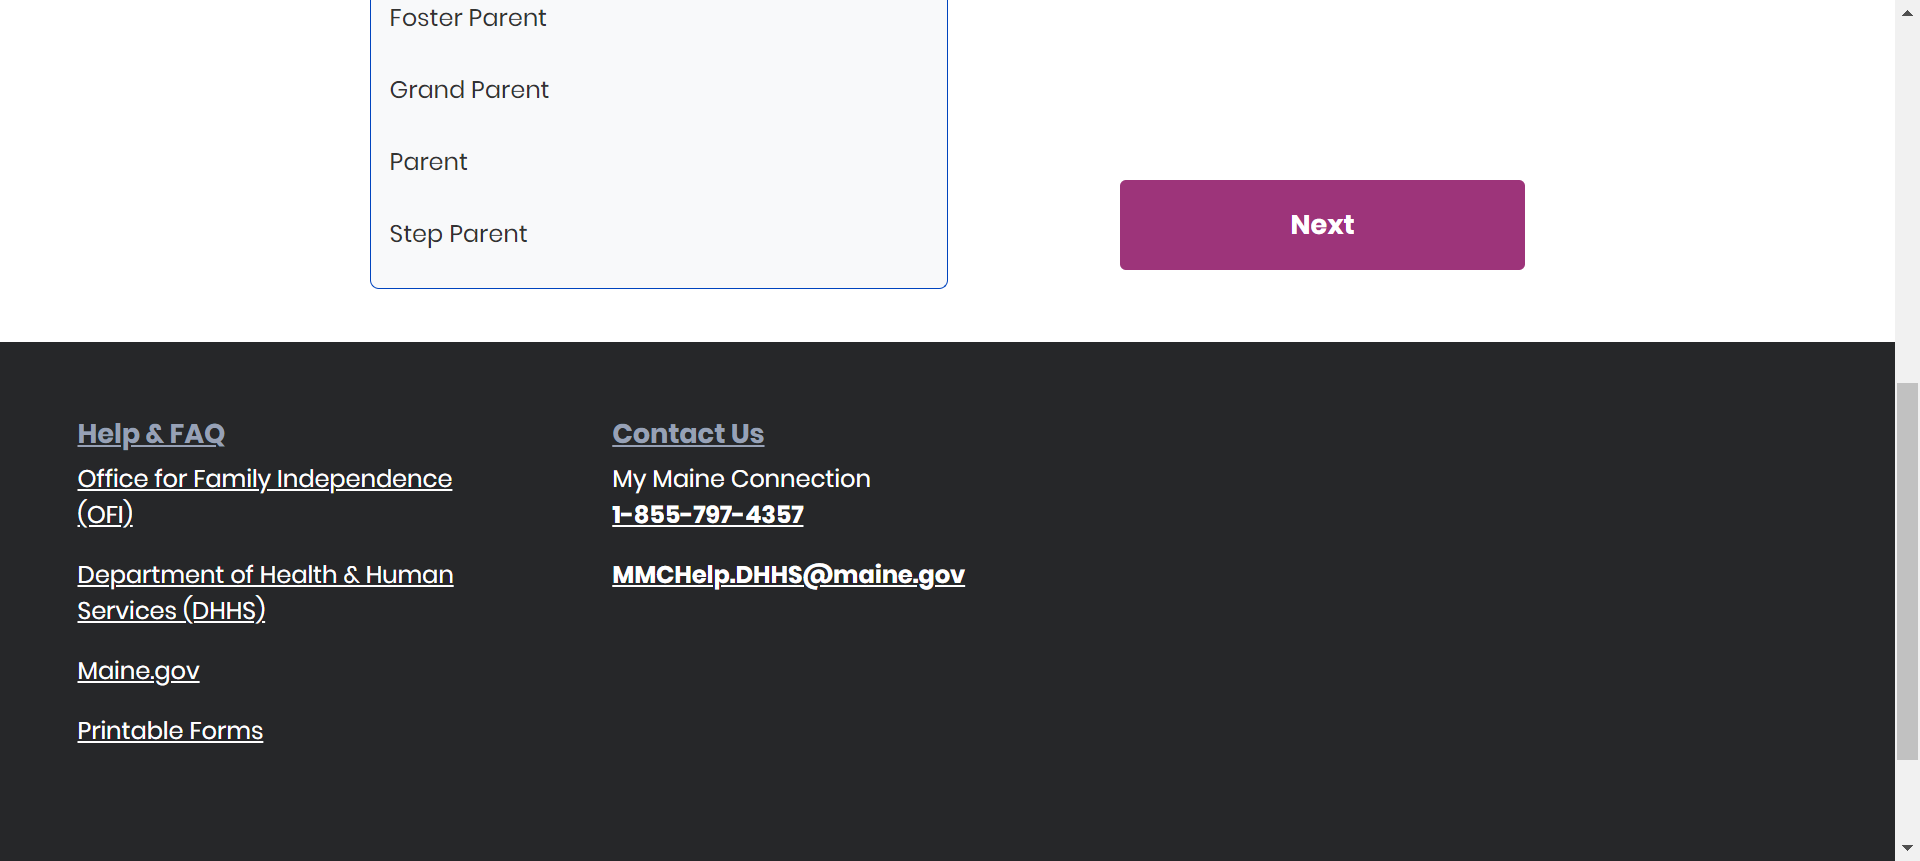 Foster Parent
Grand Parent
Parent
Step Parent
Next
Help & FAQ
Office for Family Independence
(OFI)
Department of Health & Human
Services (DHHS)
Maine.gov
Printable Forms
Contact Us
My Maine Connection
1-855-797-4357
MMCHelp.DHHS@maine.gov